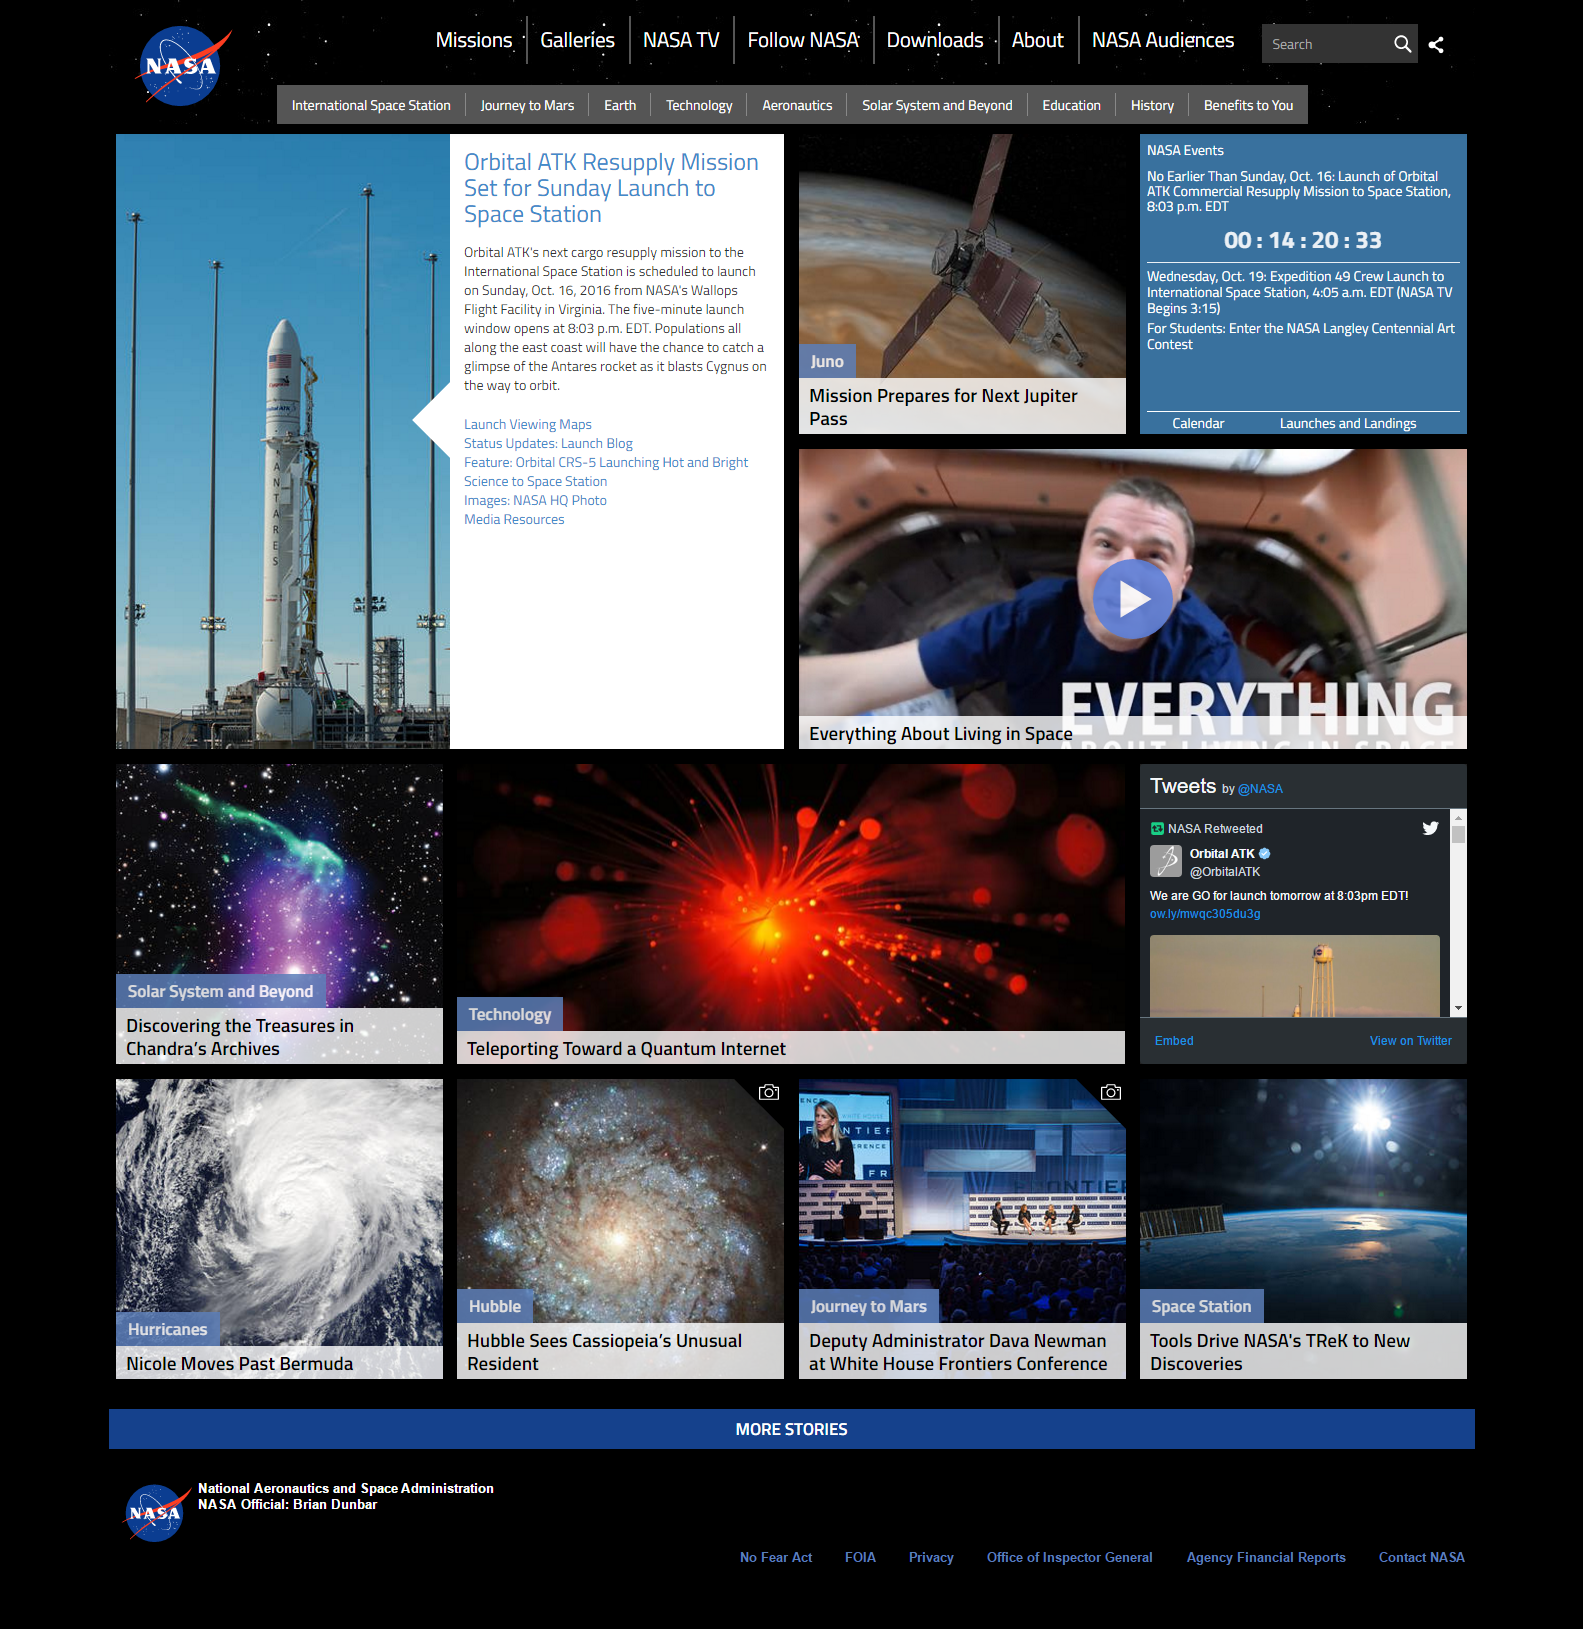 NASA
Missions
Galleries
NASA TV
Follow NASA
Downloads
About
NASA Audiences
Search
International Space Station
Journey to Mars
Earth
Technology
Aeronautics
Solar System and Beyond
Education
History
Benefits to You
Orbital ATK
ANTARES
Orbital ATK Resupply Mission
Set for Sunday Launch to
Space Station
Orbital ATK's next cargo resupply mission to the
International Space Station is scheduled to launch
on Sunday, Oct. 16, 2016 from NASA's Wallops
Flight Facility in Virginia. The five-minute launch
window opens at 8:03 p.m. EDT. Populations all
along the east coast will have the chance to catch a
glimpse of the Antares rocket as it blasts Cygnus on
the way to orbit.
Launch Viewing Maps
Status Updates: Launch Blog
Feature: Orbital CRS-5 Launching Hot and Bright
Science to Space Station
Images: NASA HQ Photo
Media Resources
Juno
Mission Prepares for Next Jupiter
Pass
NASA Events
No Earlier Than Sunday, Oct. 16: Launch of Orbital
ATK Commercial Resupply Mission to Space Station,
8:03 p.m. EDT
00 : 14 : 20 : 33
Wednesday, Oct. 19: Expedition 49 Crew Launch to
International Space Station, 4:05 a.m. EDT (NASA TV
Begins 3:15)
For Students: Enter the NASA Langley Centennial Art
Contest
Calendar
Launches and Landings
EVERYTHING
ABOUT LIVING IN SPACE
Everything About Living in Space
Solar System and Beyond
Discovering the Treasures in
Chandra’s Archives
Technology
Teleporting Toward a Quantum Internet
Tweets by @NASA
NASA Retweeted
Orbital ATK
@OrbitalATK
We are GO for launch tomorrow at 8:03pm EDT!
ow.ly/mwqc305du3g
Embed
View on Twitter
Hurricanes
Nicole Moves Past Bermuda
Hubble
Hubble Sees Cassiopeia’s Unusual
Resident
WHITE HOUSE
FRONTIER
Journey to Mars
Deputy Administrator Dava Newman
at White House Frontiers Conference
Space Station
Tools Drive NASA's TReK to New
Discoveries
MORE STORIES
NASA
National Aeronautics and Space Administration
NASA Official: Brian Dunbar
No Fear Act
FOIA
Privacy
Office of Inspector General
Agency Financial Reports
Contact NASA